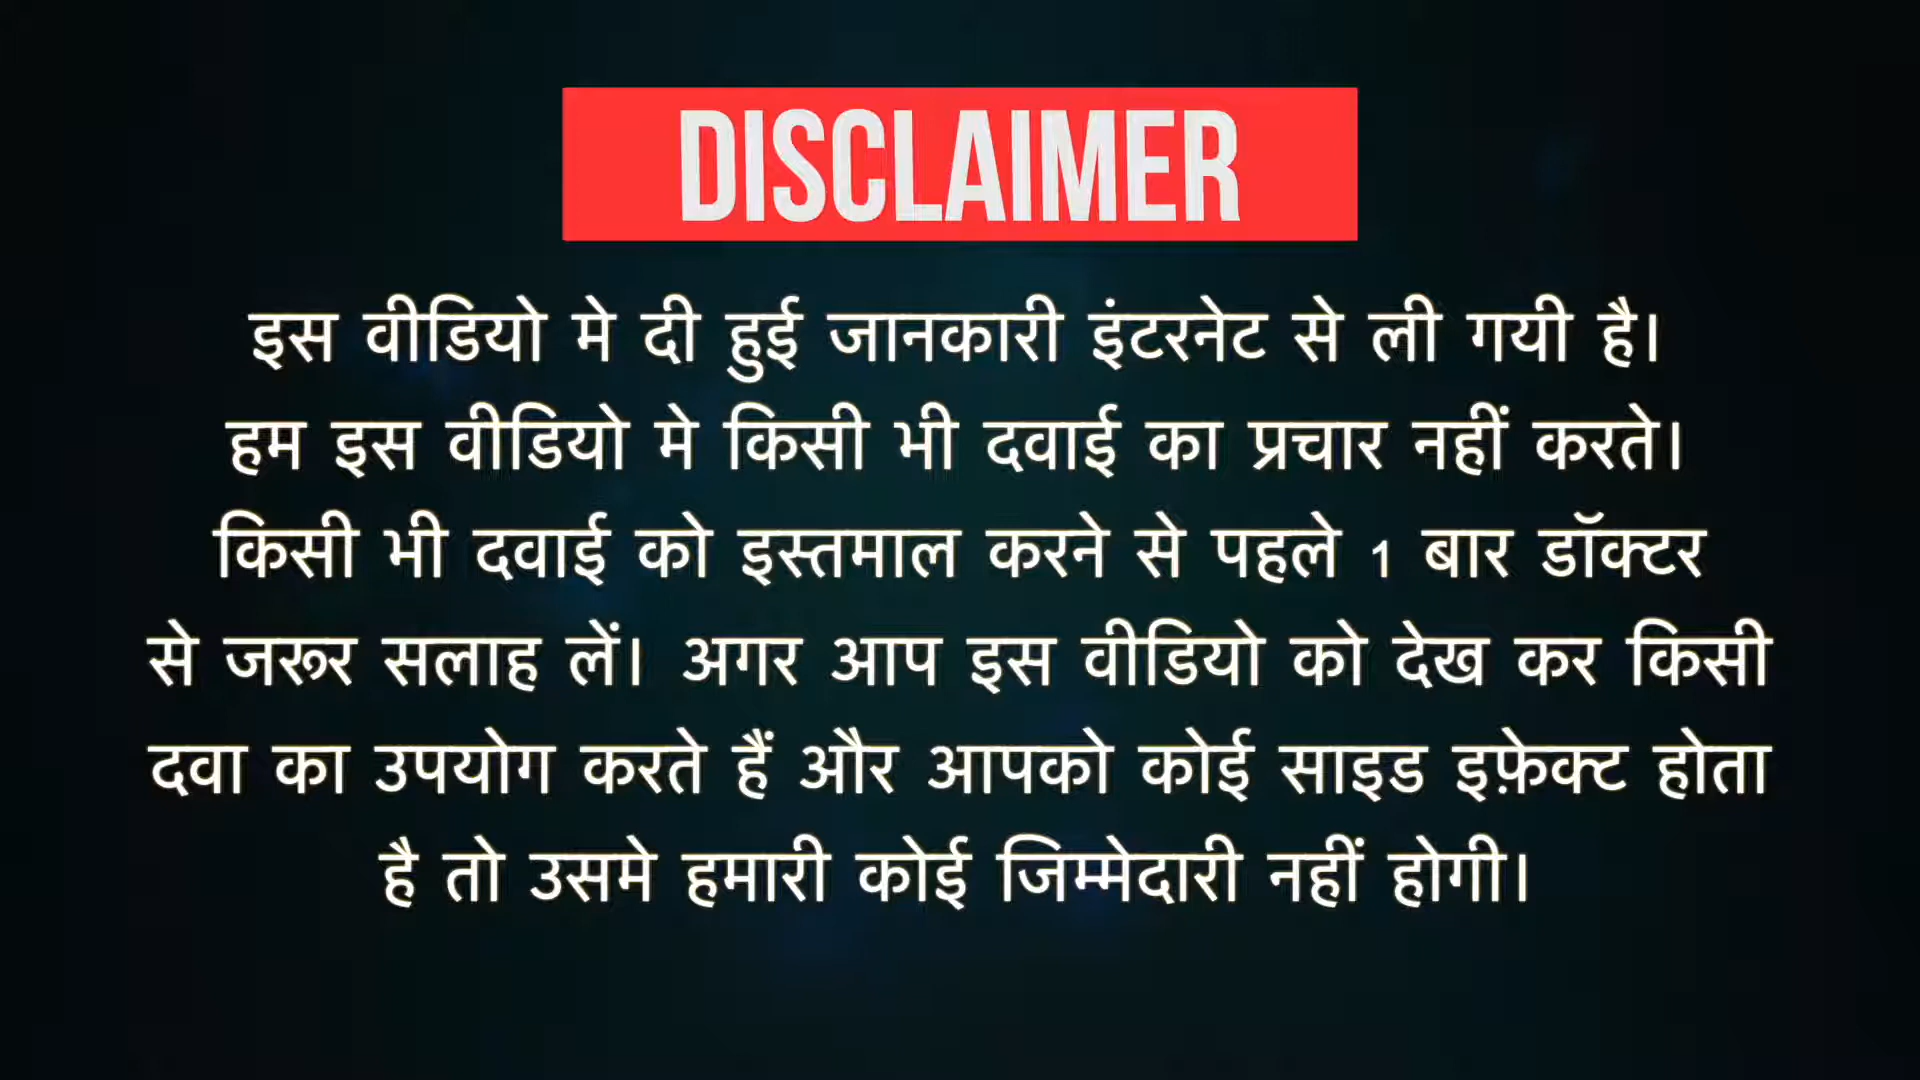 DISCLAIMER
इस वीडियो मे दी हुई जानकारी इंटरनेट से ली गयी है।
हम इस वीडियो मे किसी भी दवाई का प्रचार नहीं करते।
किसी भी दवाई को इस्तमाल करने से पहले 1 बार डॉक्टर
से जरूर सलाह लें। अगर आप इस वीडियो को देख कर किसी
दवा का उपयोग करते हैं और आपको कोई साइड इफ़ेक्ट होता
है तो उसमे हमारी कोई जिम्मेदारी नहीं होगी।